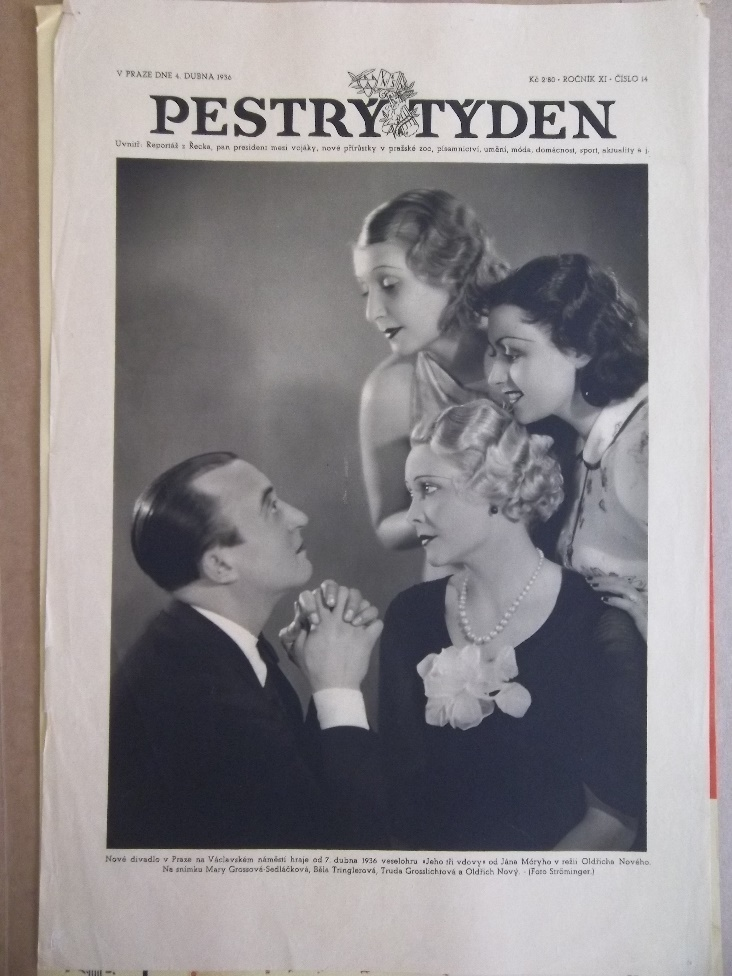 V PRAZE DNE 4. DUBNA 1936
Kč 2·80 · ROČNÍK XI · ČÍSLO 14
PESTRÝ TÝDEN
Uvnitř: Reportáž z Řecka, pan president mezi vojáky, nové přírůstky v pražské zoo, písemnictví, umění, móda, domácnost, sport, aktuality a j.
Nové divadlo v Praze na Václavském náměstí hraje od 7. dubna 1936 veselohru »Jeho tři vdovy« od Jána Móryho v režii Oldřicha Nového.
Na snímku Mary Grossová-Sedláčková, Běla Tringlerová, Truda Grosslichtová a Oldřich Nový. - (Foto Ströminger.)